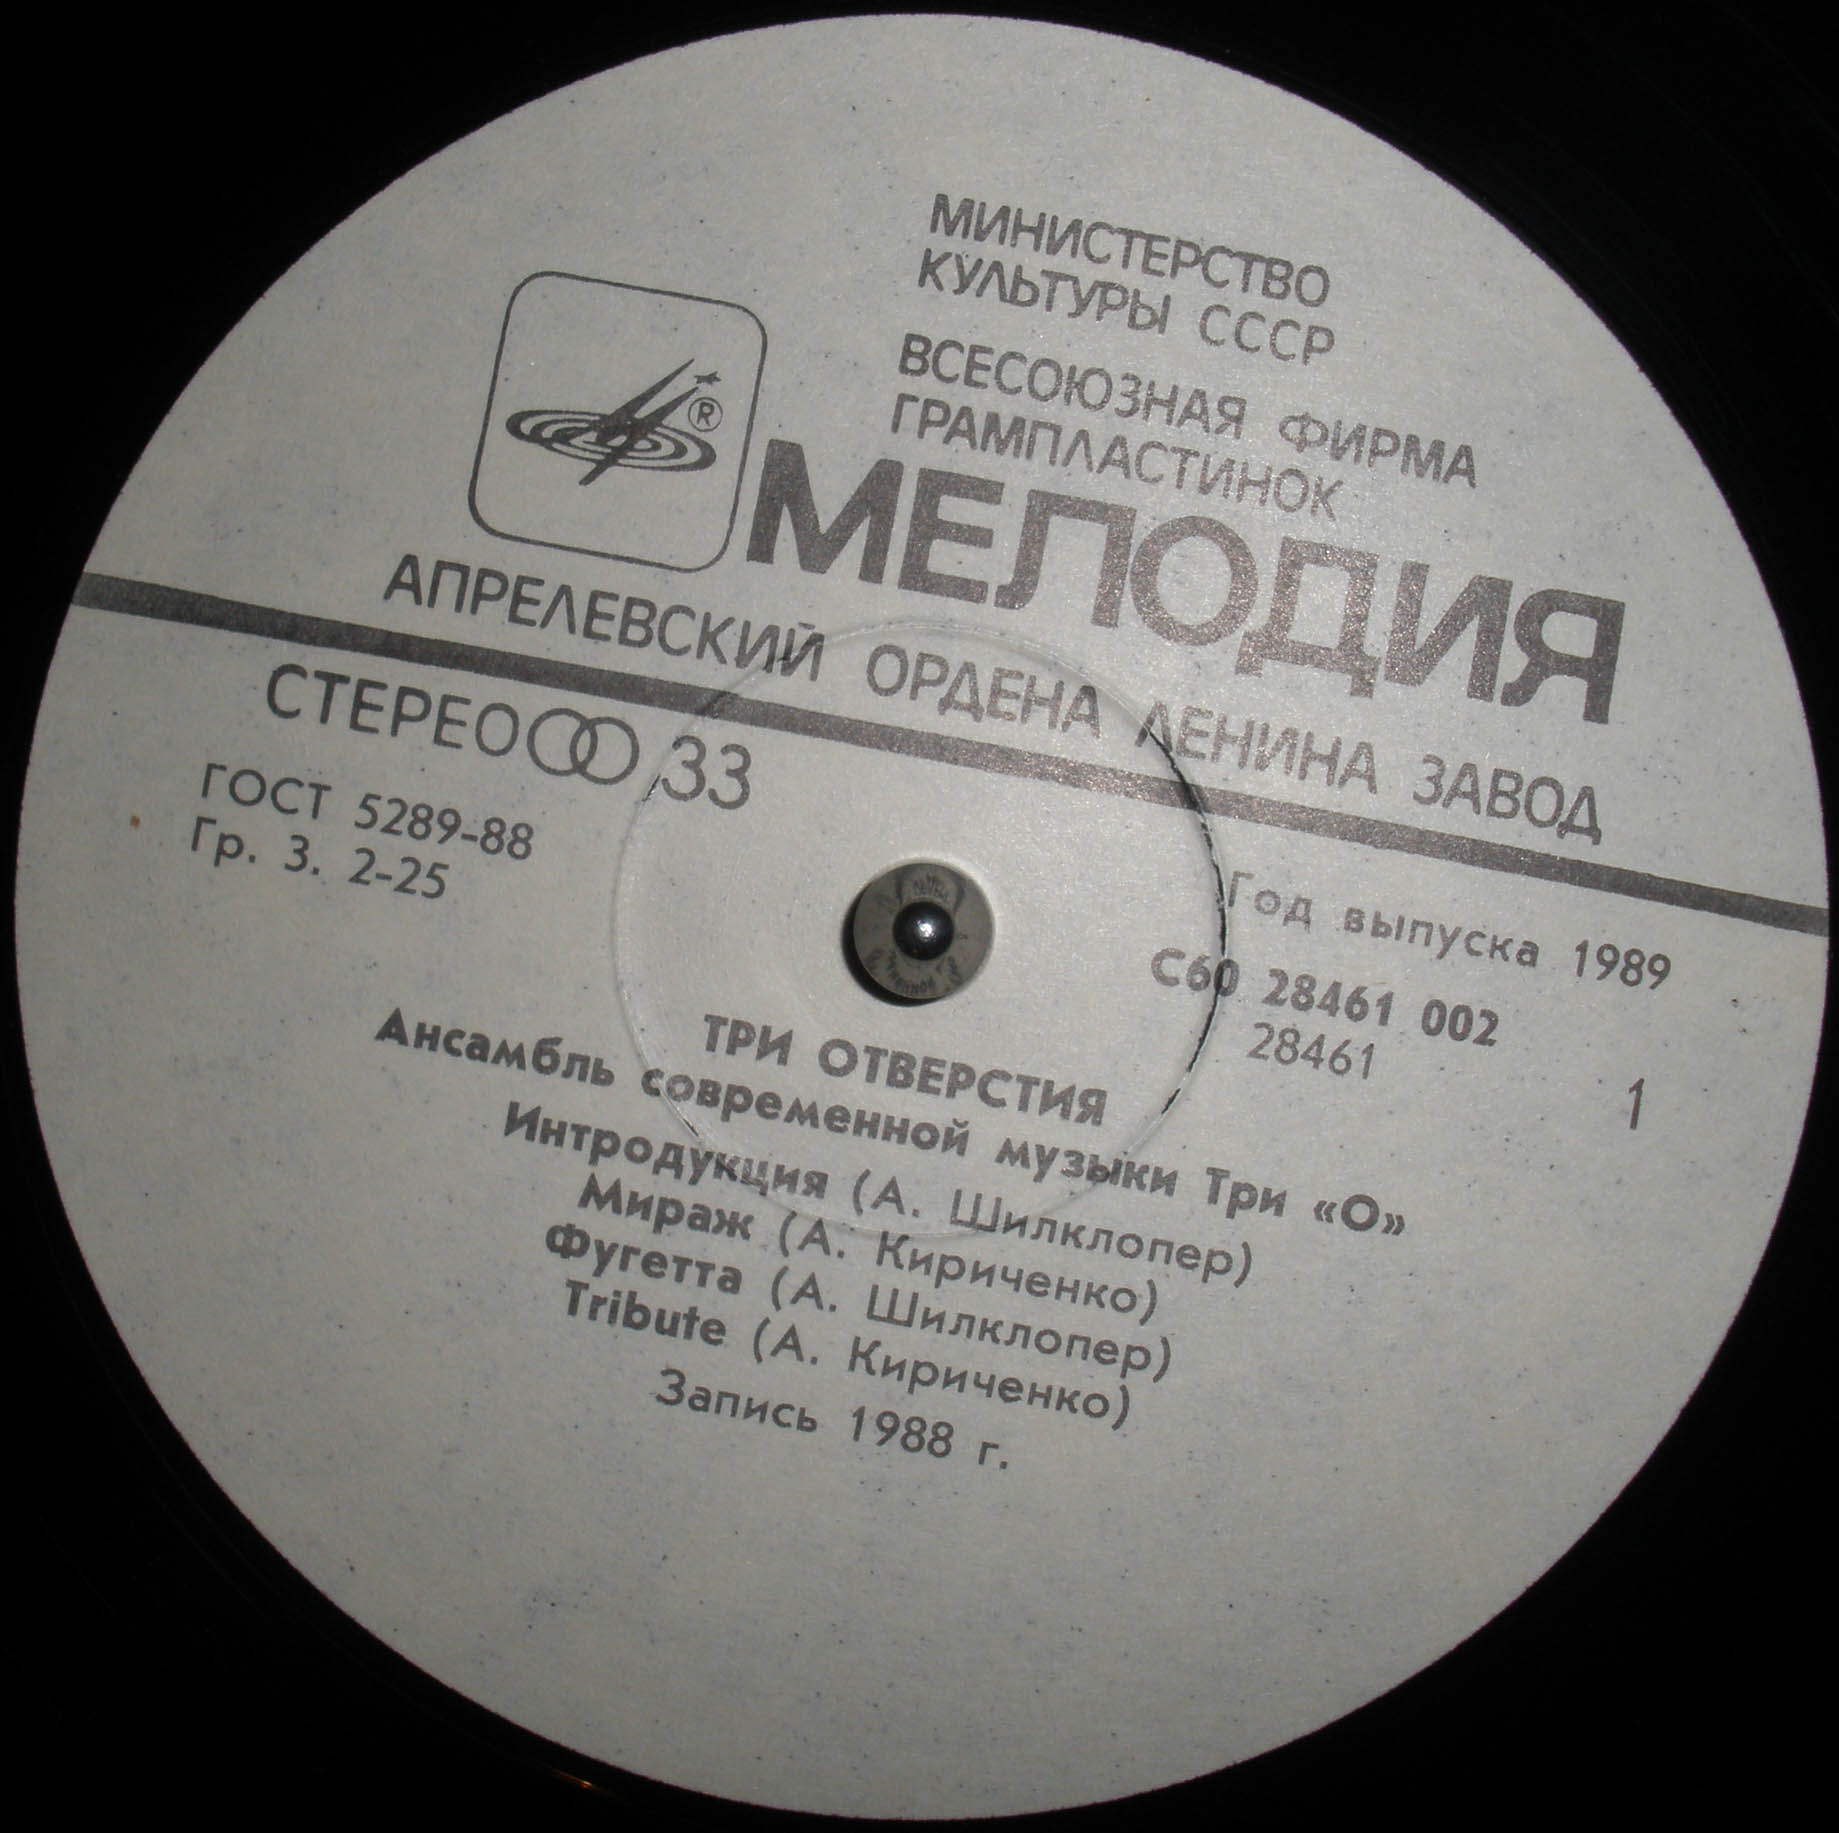 МИНИСТЕРСТВО
КУЛЬТУРЫ СССР
ВСЕСОЮЗНАЯ ФИРМА
ГРАМПЛАСТИНОК
®
МЕЛОДИЯ
АПРЕЛЕВСКИЙ ОРДЕНА ЛЕНИНА ЗАВОД
СТЕРЕО 33
ГОСТ 5289-88
Гр. 3. 2-25
Год выпуска 1989
С60 28461 002
28461
1
ТРИ ОТВЕРСТИЯ
Ансамбль современной музыки Три «О»
Интродукция (А. Шилклопер)
Мираж (А. Кириченко)
Фугетта (А. Шилклопер)
Tribute (А. Кириченко)
Запись 1988 г.